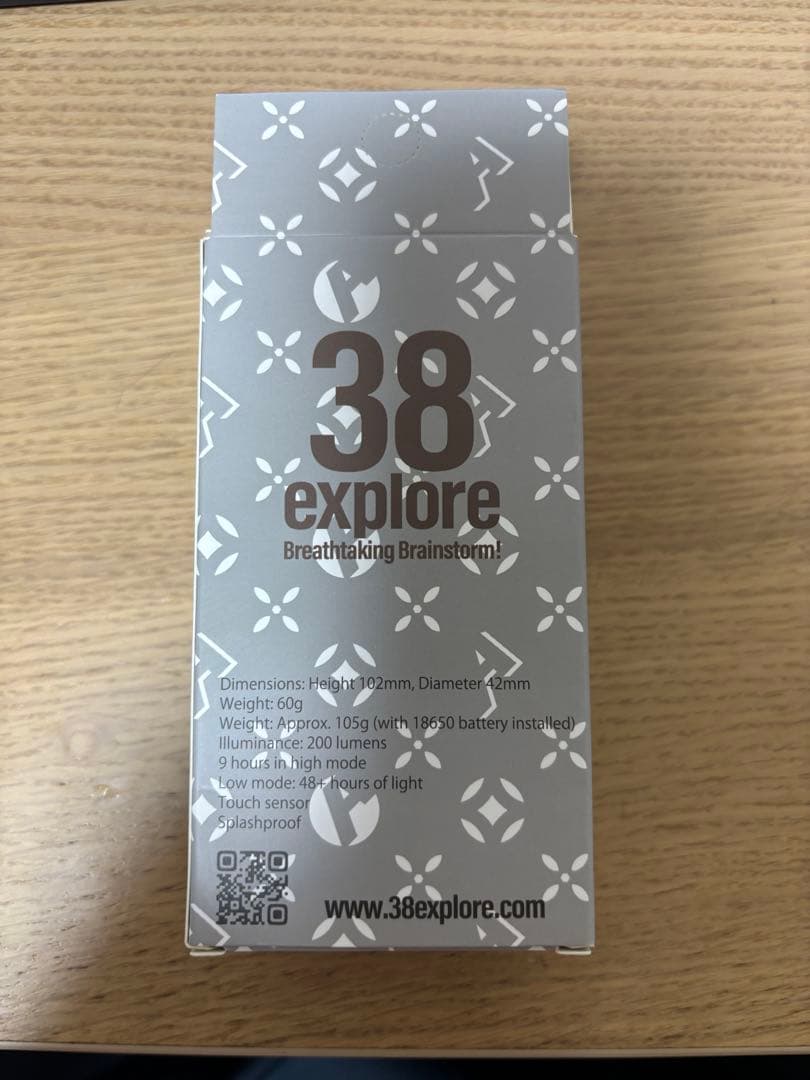 38
explore
Breathtaking Brainstorm!
Dimensions: Height 102mm, Diameter 42mm
Weight: 60g
Weight: Approx. 105g (with 18650 battery installed)
Illuminance: 200 lumens
9 hours in high mode
Low mode: 48+ hours of light
Touch sensor
Splashproof
www.38explore.com